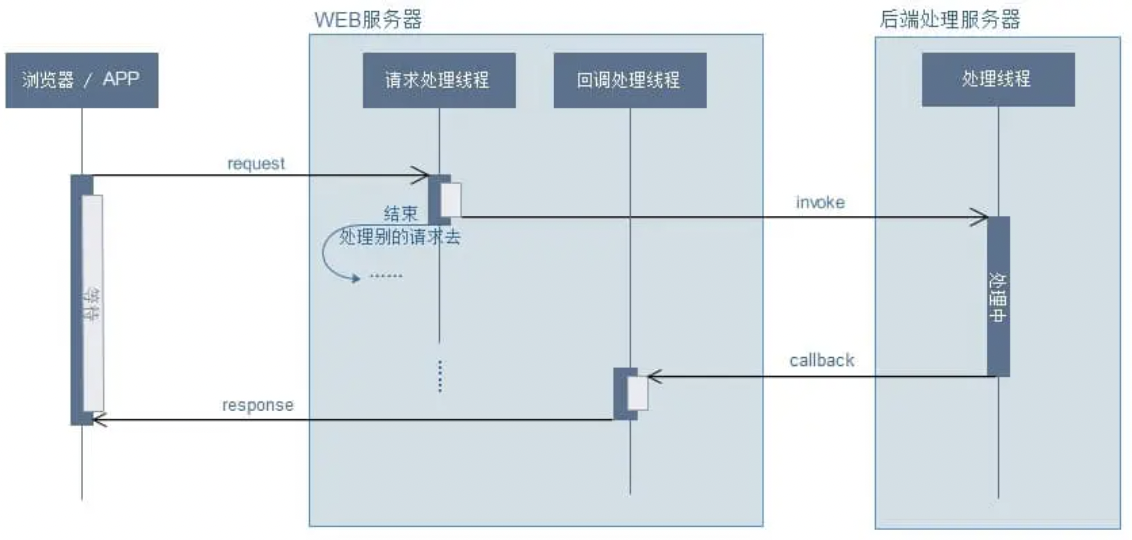 WEB服务器
后端处理服务器
浏览器 / APP
请求处理线程
回调处理线程
处理线程
request
invoke
结束
处理别的请求去
……
等待
处理中
……
callback
response